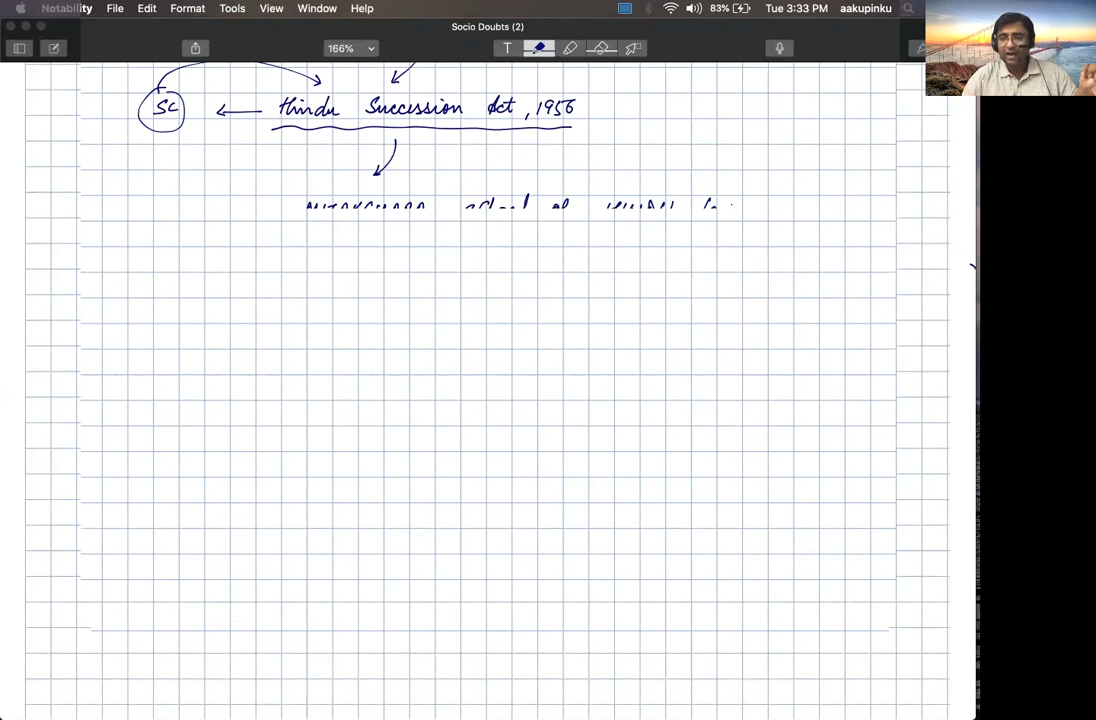 Notability File Edit Format Tools View Window Help 83% Tue 3:33 PM aakupinku
Socio Doubts (2)
166% T
SC Hindu Succession Act, 1956